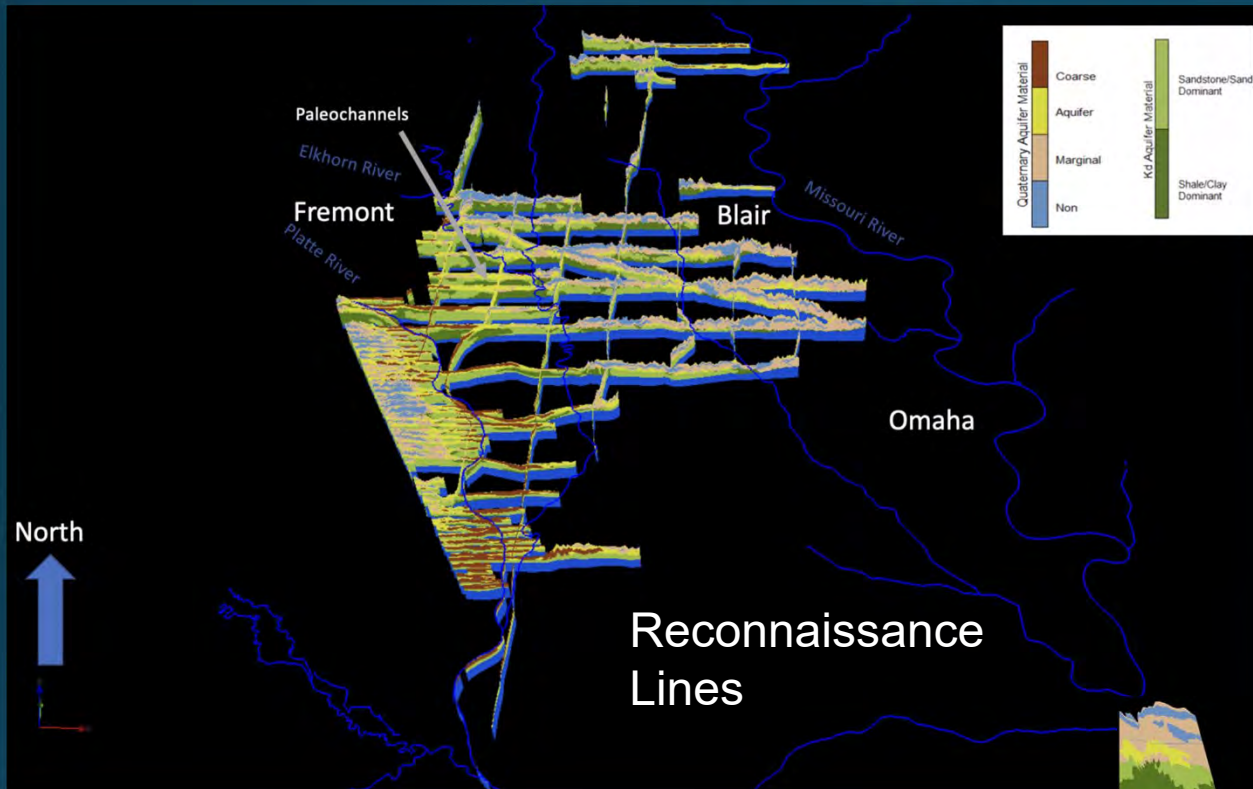 Paleochannels
Elkhorn River
Fremont
Platte River
Blair
Missouri River
Omaha
North
Reconnaissance
Lines
Quaternary Aquifer Material
Coarse
Aquifer
Marginal
Non
Kd Aquifer Material
Sandstone/Sand
Dominant
Shale/Clay
Dominant